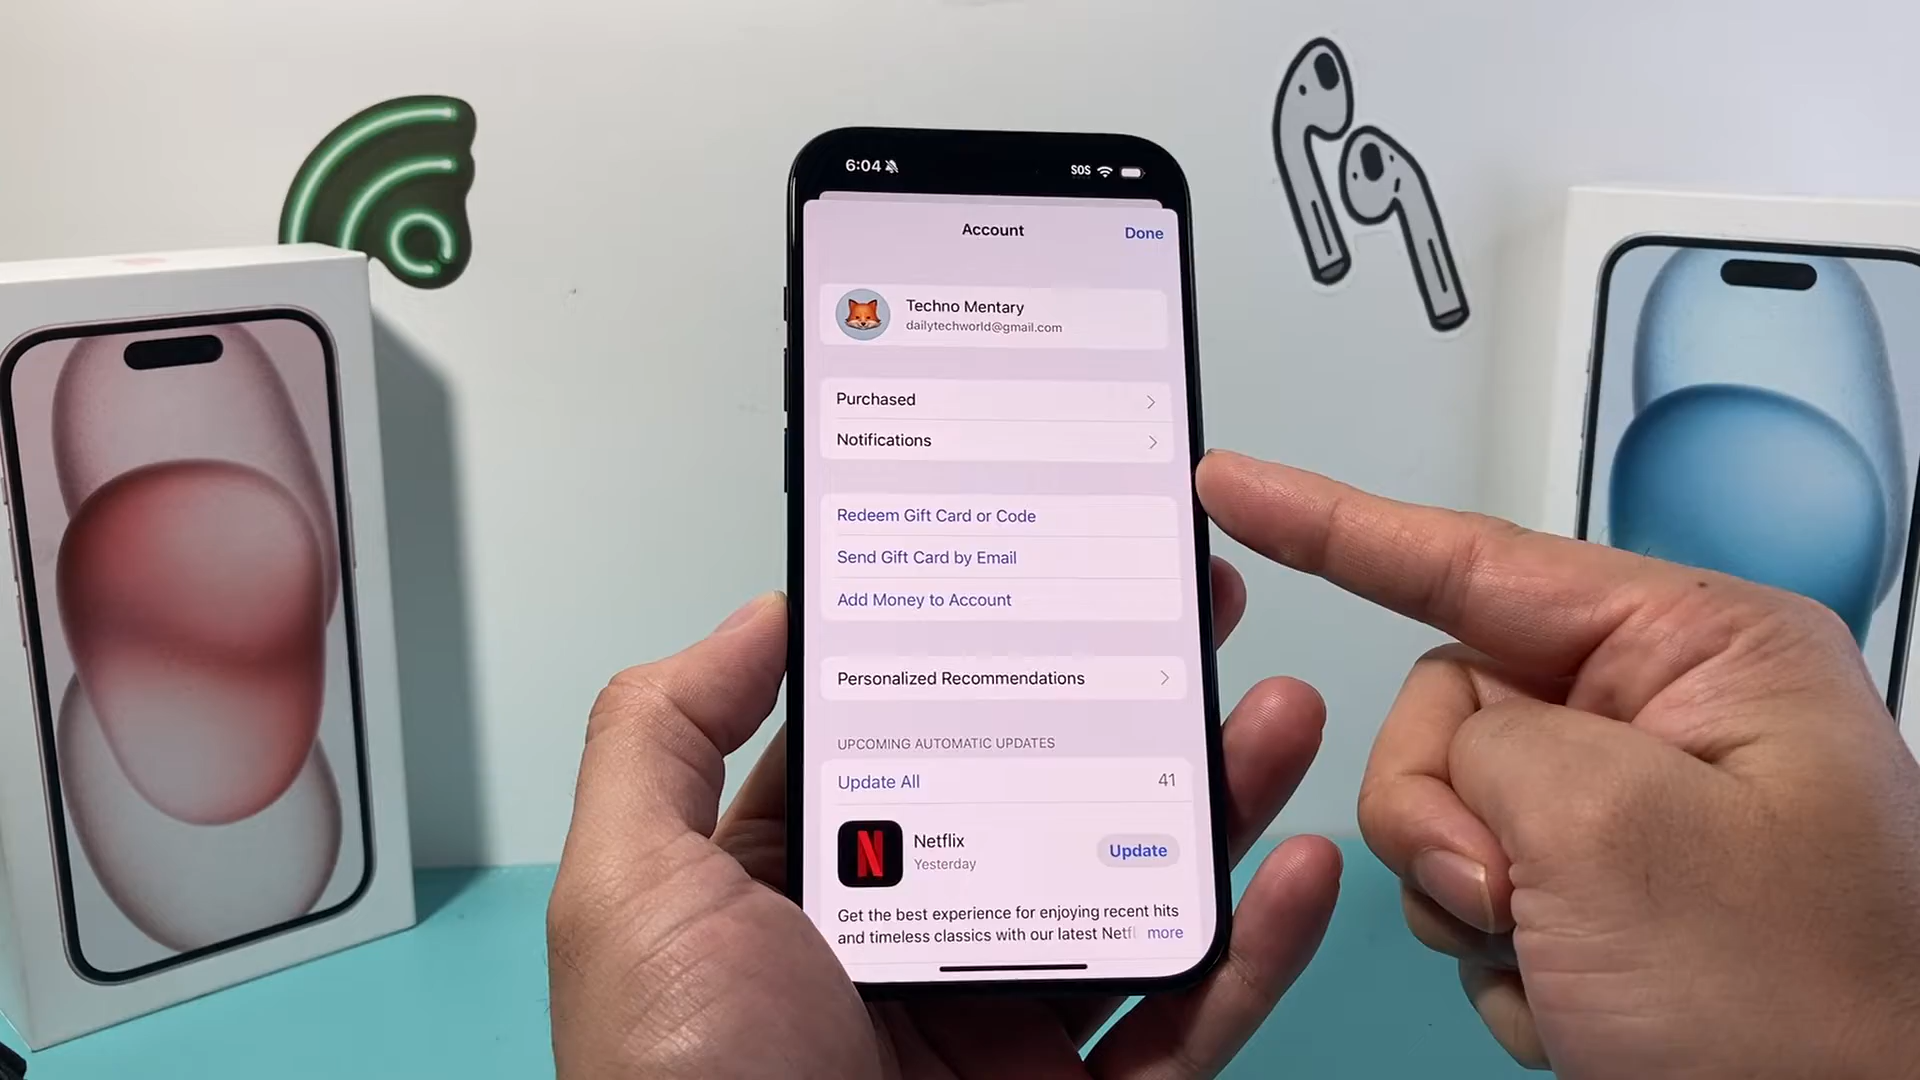 6:04
SOS
Account
Done
Techno Mentary
dailytechworld@gmail.com
Purchased
Notifications
Redeem Gift Card or Code
Send Gift Card by Email
Add Money to Account
Personalized Recommendations
UPCOMING AUTOMATIC UPDATES
Update All
41
N
Netflix
Yesterday
Update
Get the best experience for enjoying recent hits
and timeless classics with our latest Netfl more